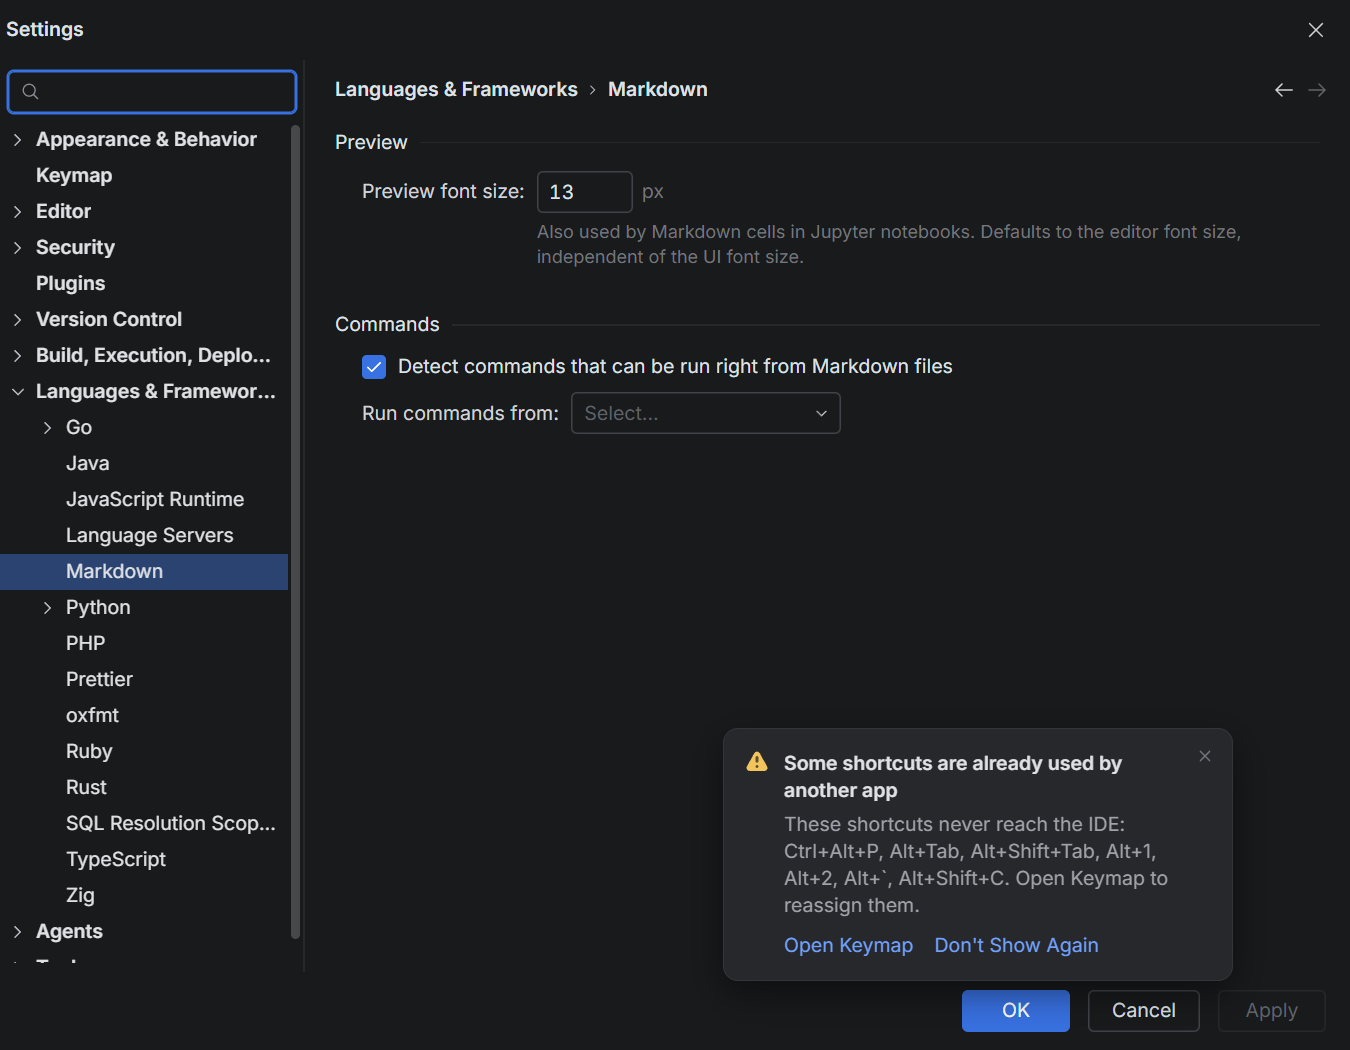 Settings
Appearance & Behavior
Keymap
Editor
Security
Plugins
Version Control
Build, Execution, Deplo...
Languages & Framewor...
Go
Java
JavaScript Runtime
Language Servers
Markdown
Python
PHP
Prettier
oxfmt
Ruby
Rust
SQL Resolution Scop...
TypeScript
Zig
Agents
Languages & Frameworks › Markdown
Preview
Preview font size: 13 px
Also used by Markdown cells in Jupyter notebooks. Defaults to the editor font size,
independent of the UI font size.
Commands
Detect commands that can be run right from Markdown files
Run commands from: Select...
Some shortcuts are already used by
another app
These shortcuts never reach the IDE:
Ctrl+Alt+P, Alt+Tab, Alt+Shift+Tab, Alt+1,
Alt+2, Alt+`, Alt+Shift+C. Open Keymap to
reassign them.
Open Keymap Don't Show Again
OK Cancel Apply